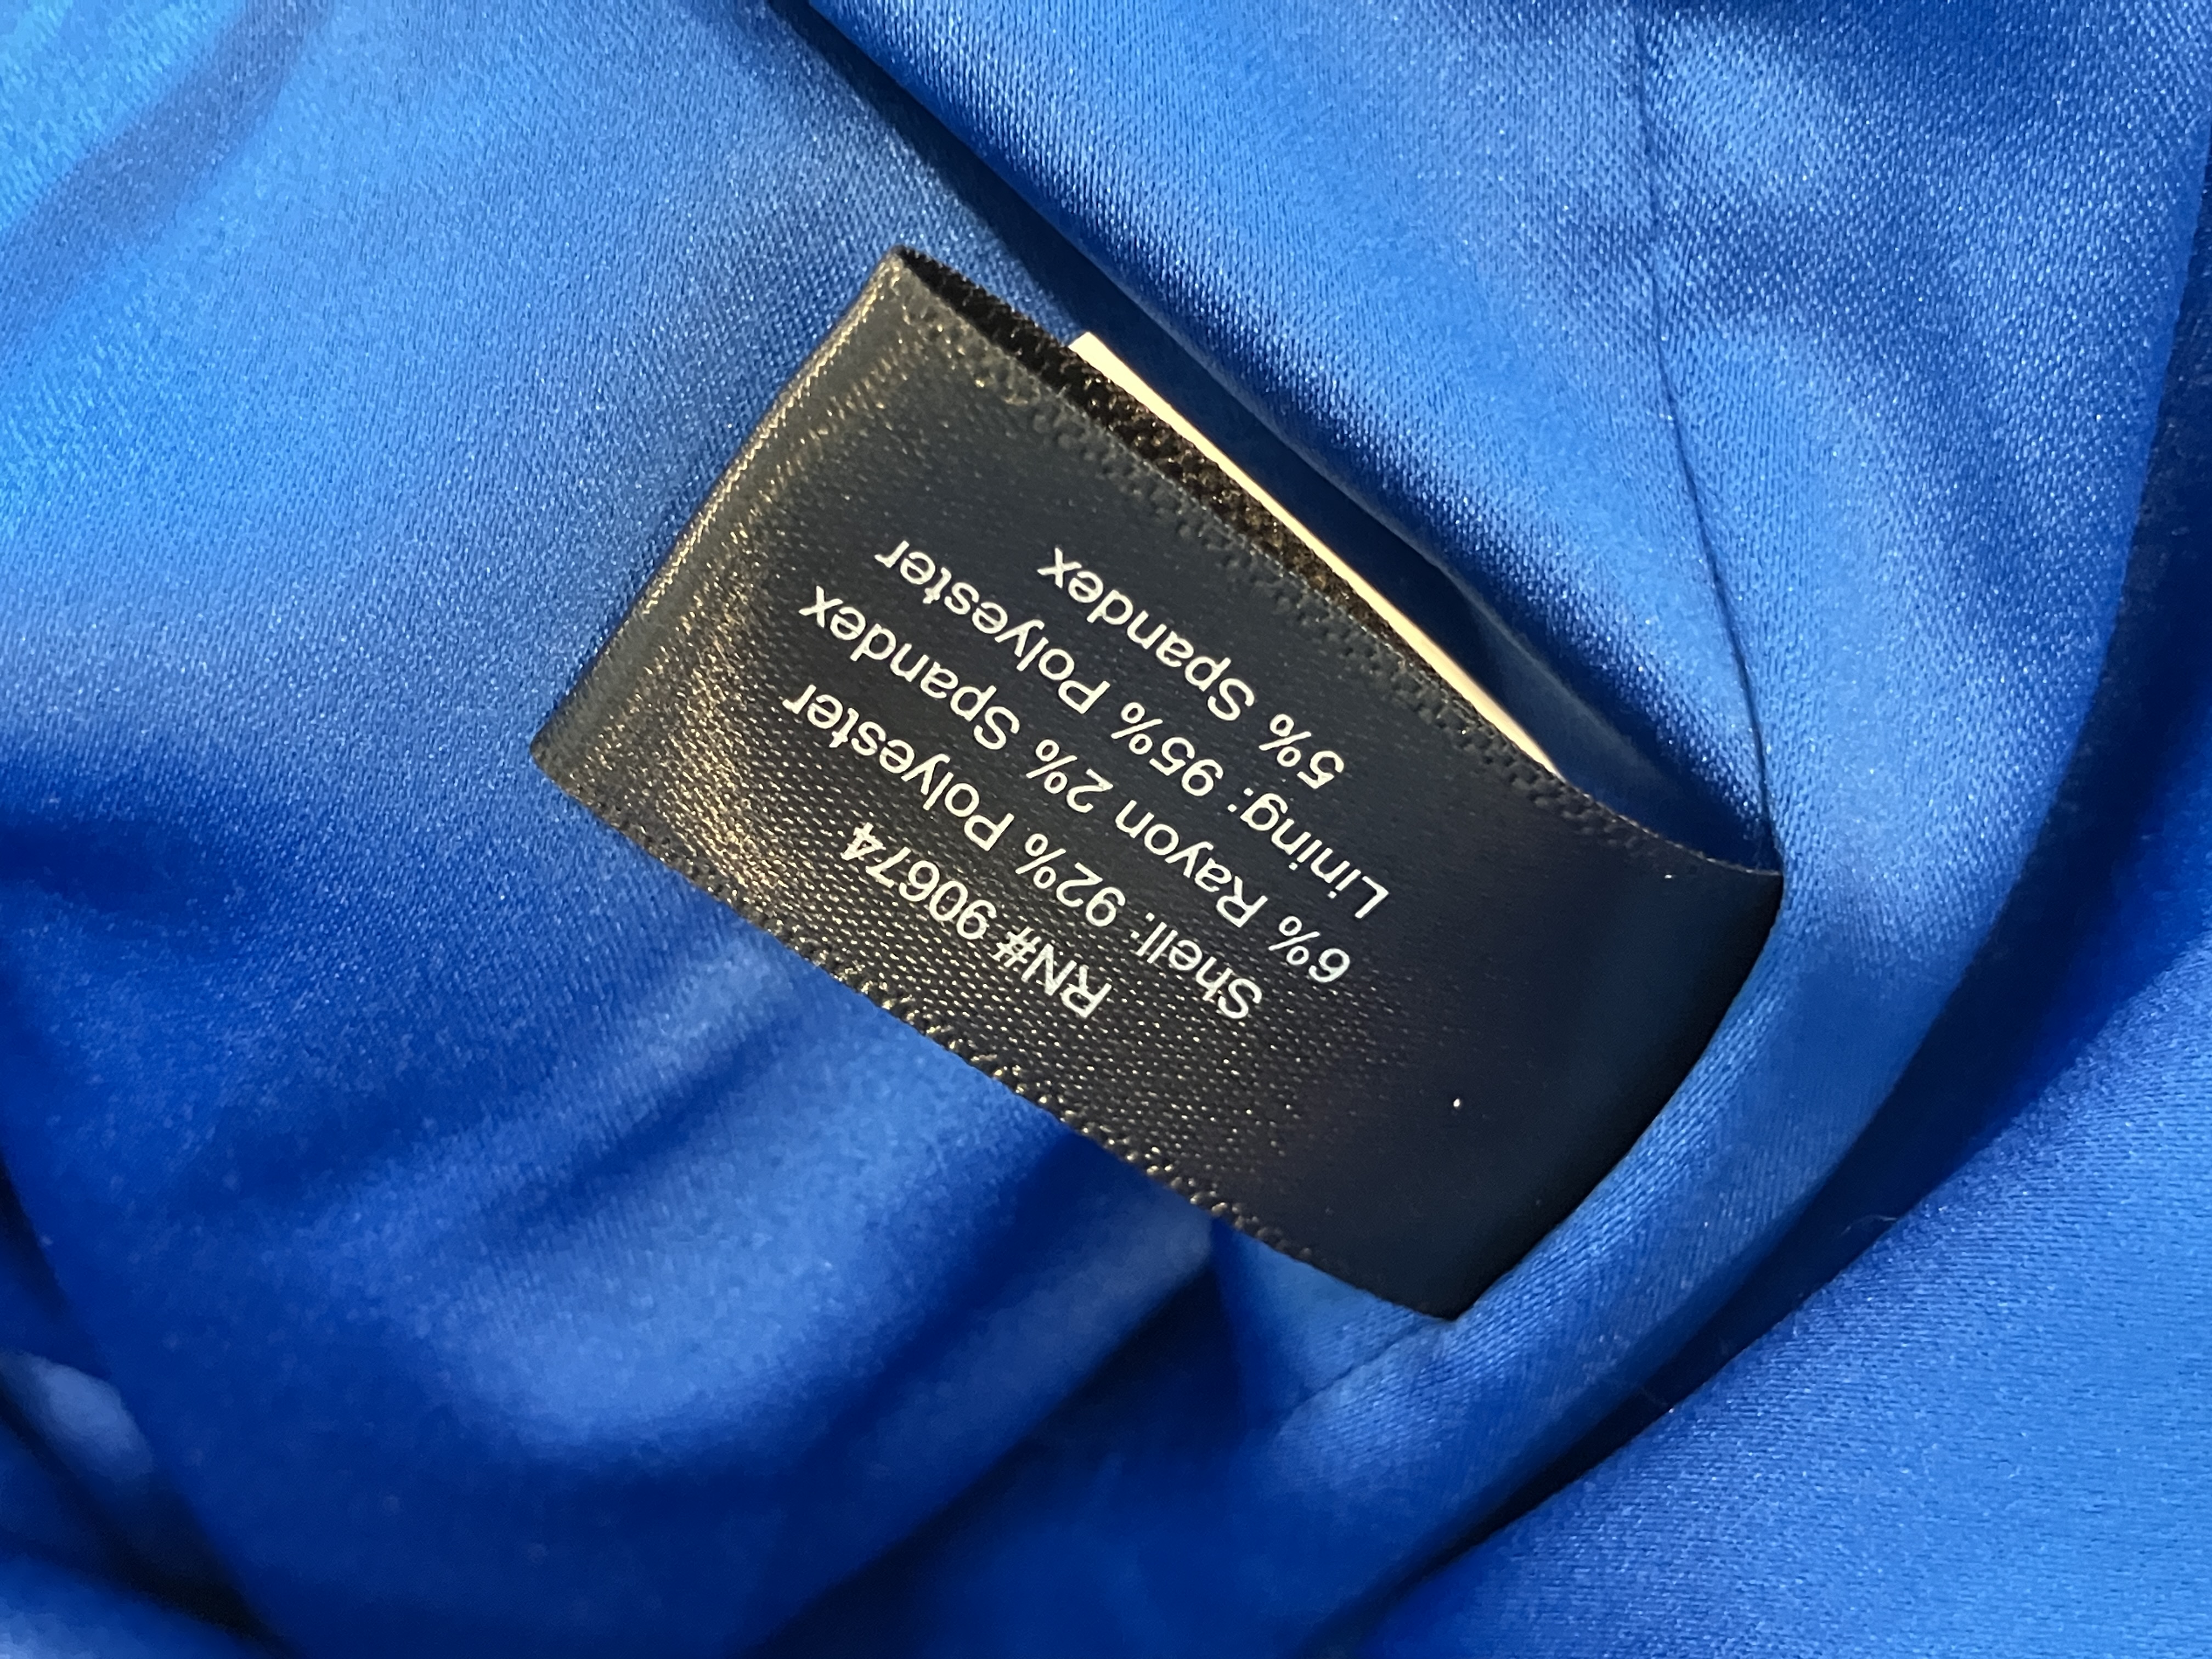 RN# 90674
Shell: 92% Polyester
6% Rayon 2% Spandex
Lining: 95% Polyester
5% Spandex